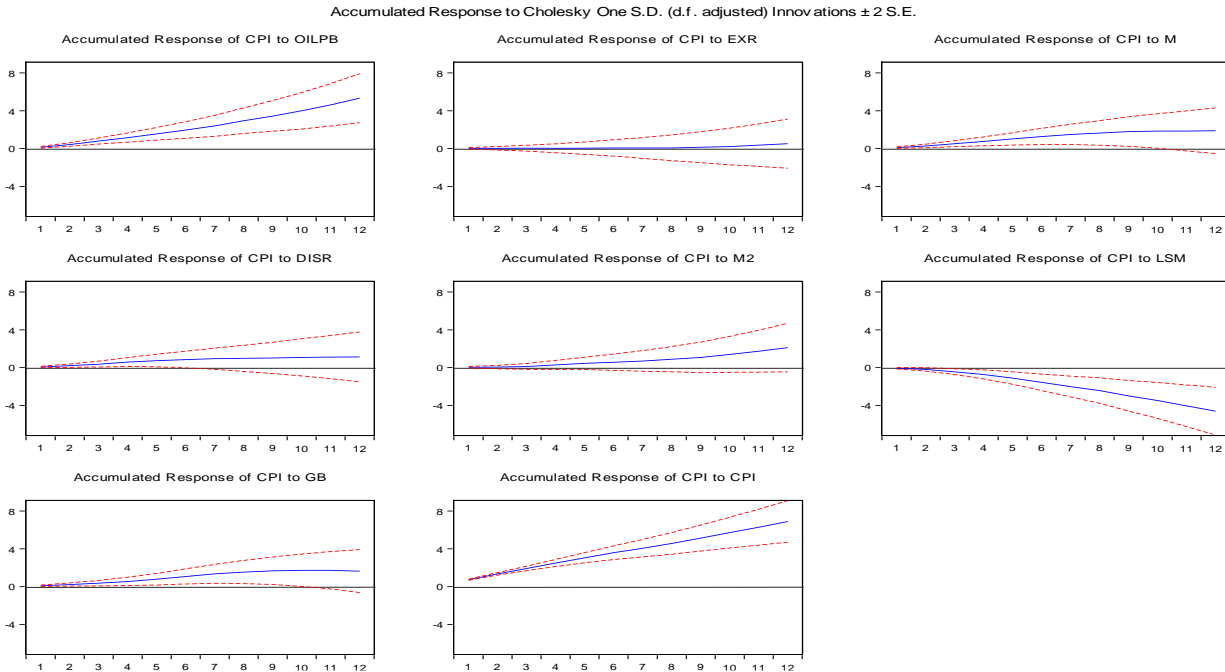 Accumulated Response to Cholesky One S.D. (d.f. adjusted) Innovations ± 2 S.E.
Accumulated Response of CPI to OILPB
8
4
0
-4
1 2 3 4 5 6 7 8 9 10 11 12
Accumulated Response of CPI to EXR
8
4
0
-4
1 2 3 4 5 6 7 8 9 10 11 12
Accumulated Response of CPI to M
8
4
0
-4
1 2 3 4 5 6 7 8 9 10 11 12
Accumulated Response of CPI to DISR
8
4
0
-4
1 2 3 4 5 6 7 8 9 10 11 12
Accumulated Response of CPI to M2
8
4
0
-4
1 2 3 4 5 6 7 8 9 10 11 12
Accumulated Response of CPI to LSM
8
4
0
-4
1 2 3 4 5 6 7 8 9 10 11 12
Accumulated Response of CPI to GB
8
4
0
-4
1 2 3 4 5 6 7 8 9 10 11 12
Accumulated Response of CPI to CPI
8
4
0
-4
1 2 3 4 5 6 7 8 9 10 11 12